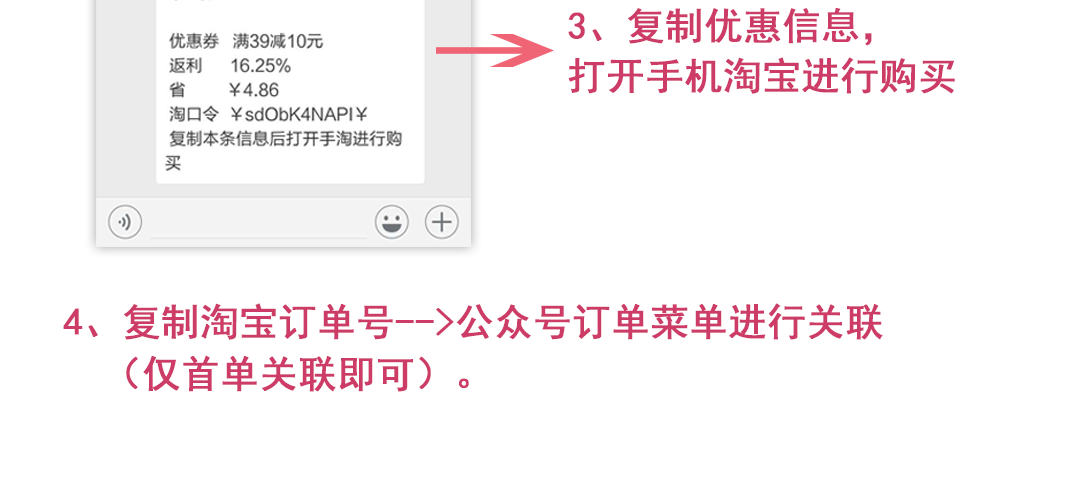 优惠券 满39减10元
返利 16.25%
省 ￥4.86
淘口令 ￥sdObK4NAPI￥
复制本条信息后打开手淘进行购
买
3、复制优惠信息，
打开手机淘宝进行购买
4、复制淘宝订单号-->公众号订单菜单进行关联
（仅首单关联即可）。